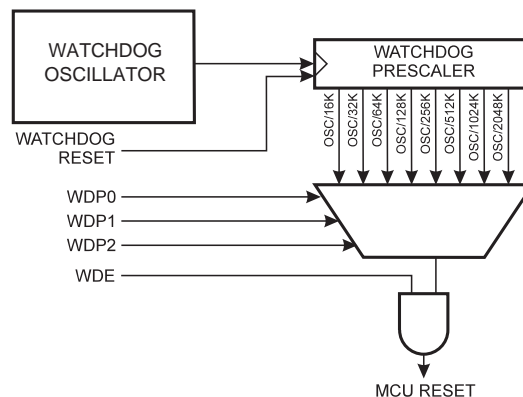 WATCHDOG
OSCILLATOR
WATCHDOG
PRESCALER
WATCHDOG
RESET
OSC/16K
OSC/32K
OSC/64K
OSC/128K
OSC/256K
OSC/512K
OSC/1024K
OSC/2048K
WDP0
WDP1
WDP2
WDE
MCU RESET